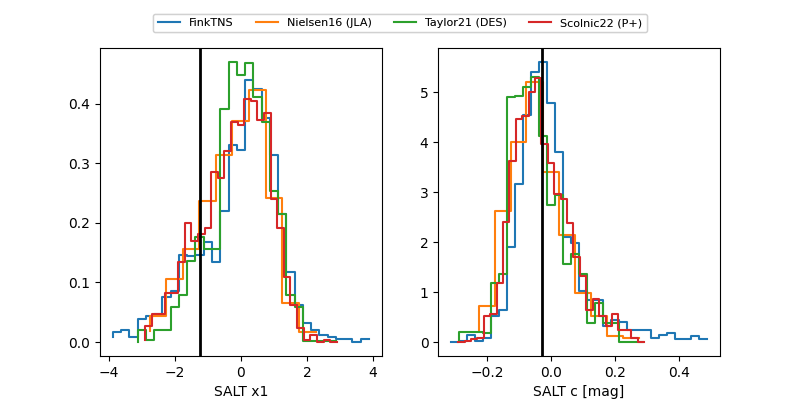 FinkTNS Nielsen16 (JLA) Taylor21 (DES) Scolnic22 (P+)
0.4
0.3
0.2
0.1
0.0
−4 −2 0 2 4
SALT x1
5
4
3
2
1
0
−0.2 0.0 0.2 0.4
SALT c [mag]